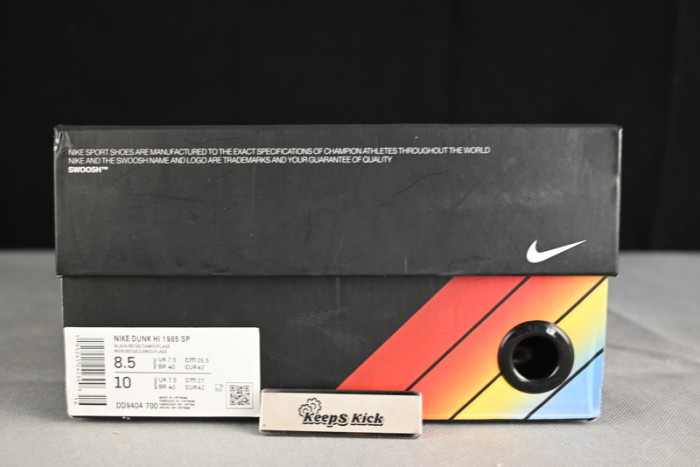 NIKE SPORT SHOES ARE MANUFACTURED TO THE EXACT SPECIFICATIONS OF CHAMPION ATHLETES THROUGHOUT THE WORLD
NIKE AND THE SWOOSH NAME AND LOGO ARE TRADEMARKS AND YOUR GUARANTEE OF QUALITY
SWOOSH™
NIKE DUNK HI 1985 SP
BLACK/BEIGE/CAMOUFLAGE
8.5 UK 7.5 CM 26.5
BR 40 EUR 42
10 UK 7.5 CM 27
BR 40 EUR 42
DD9404 700
KeepS Kick